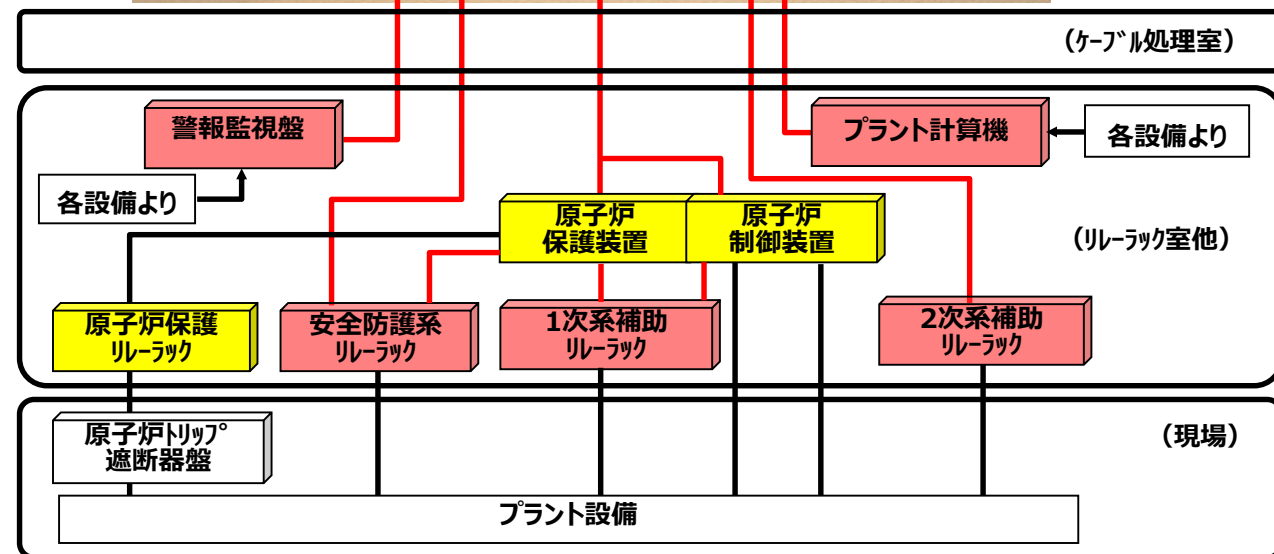 (ケーブル処理室)
警報監視盤
プラント計算機
各設備より
各設備より
原子炉
保護装置
原子炉
制御装置
(リレーラック室他)
原子炉保護
リレーラック
安全防護系
リレーラック
1次系補助
リレーラック
2次系補助
リレーラック
原子炉トリップ
遮断器盤
(現場)
プラント設備